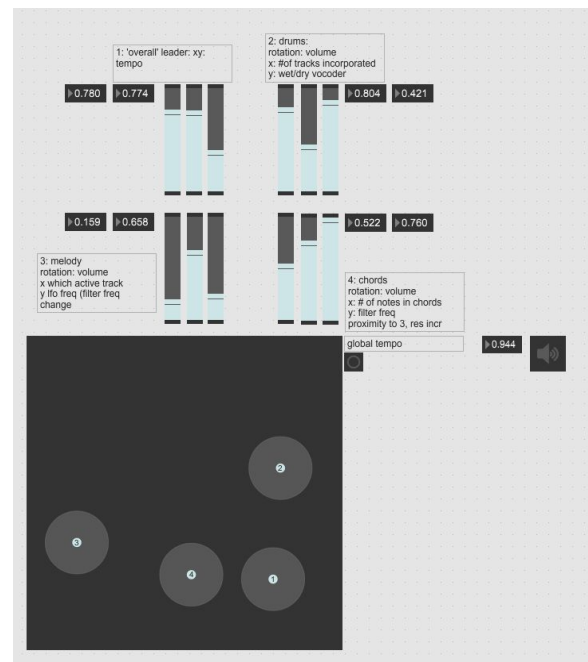 1: 'overall' leader: xy:
tempo
2: drums:
rotation: volume
x: #of tracks incorporated
y: wet/dry vocoder
0.780
0.774
0.804
0.421
0.159
0.658
0.522
0.760
3: melody
rotation: volume
x which active track
y lfo freq (filter freq
change
4: chords
rotation: volume
x: # of notes in chords
y: filter freq
proximity to 3, res incr
global tempo
0.944
2
3
4
1